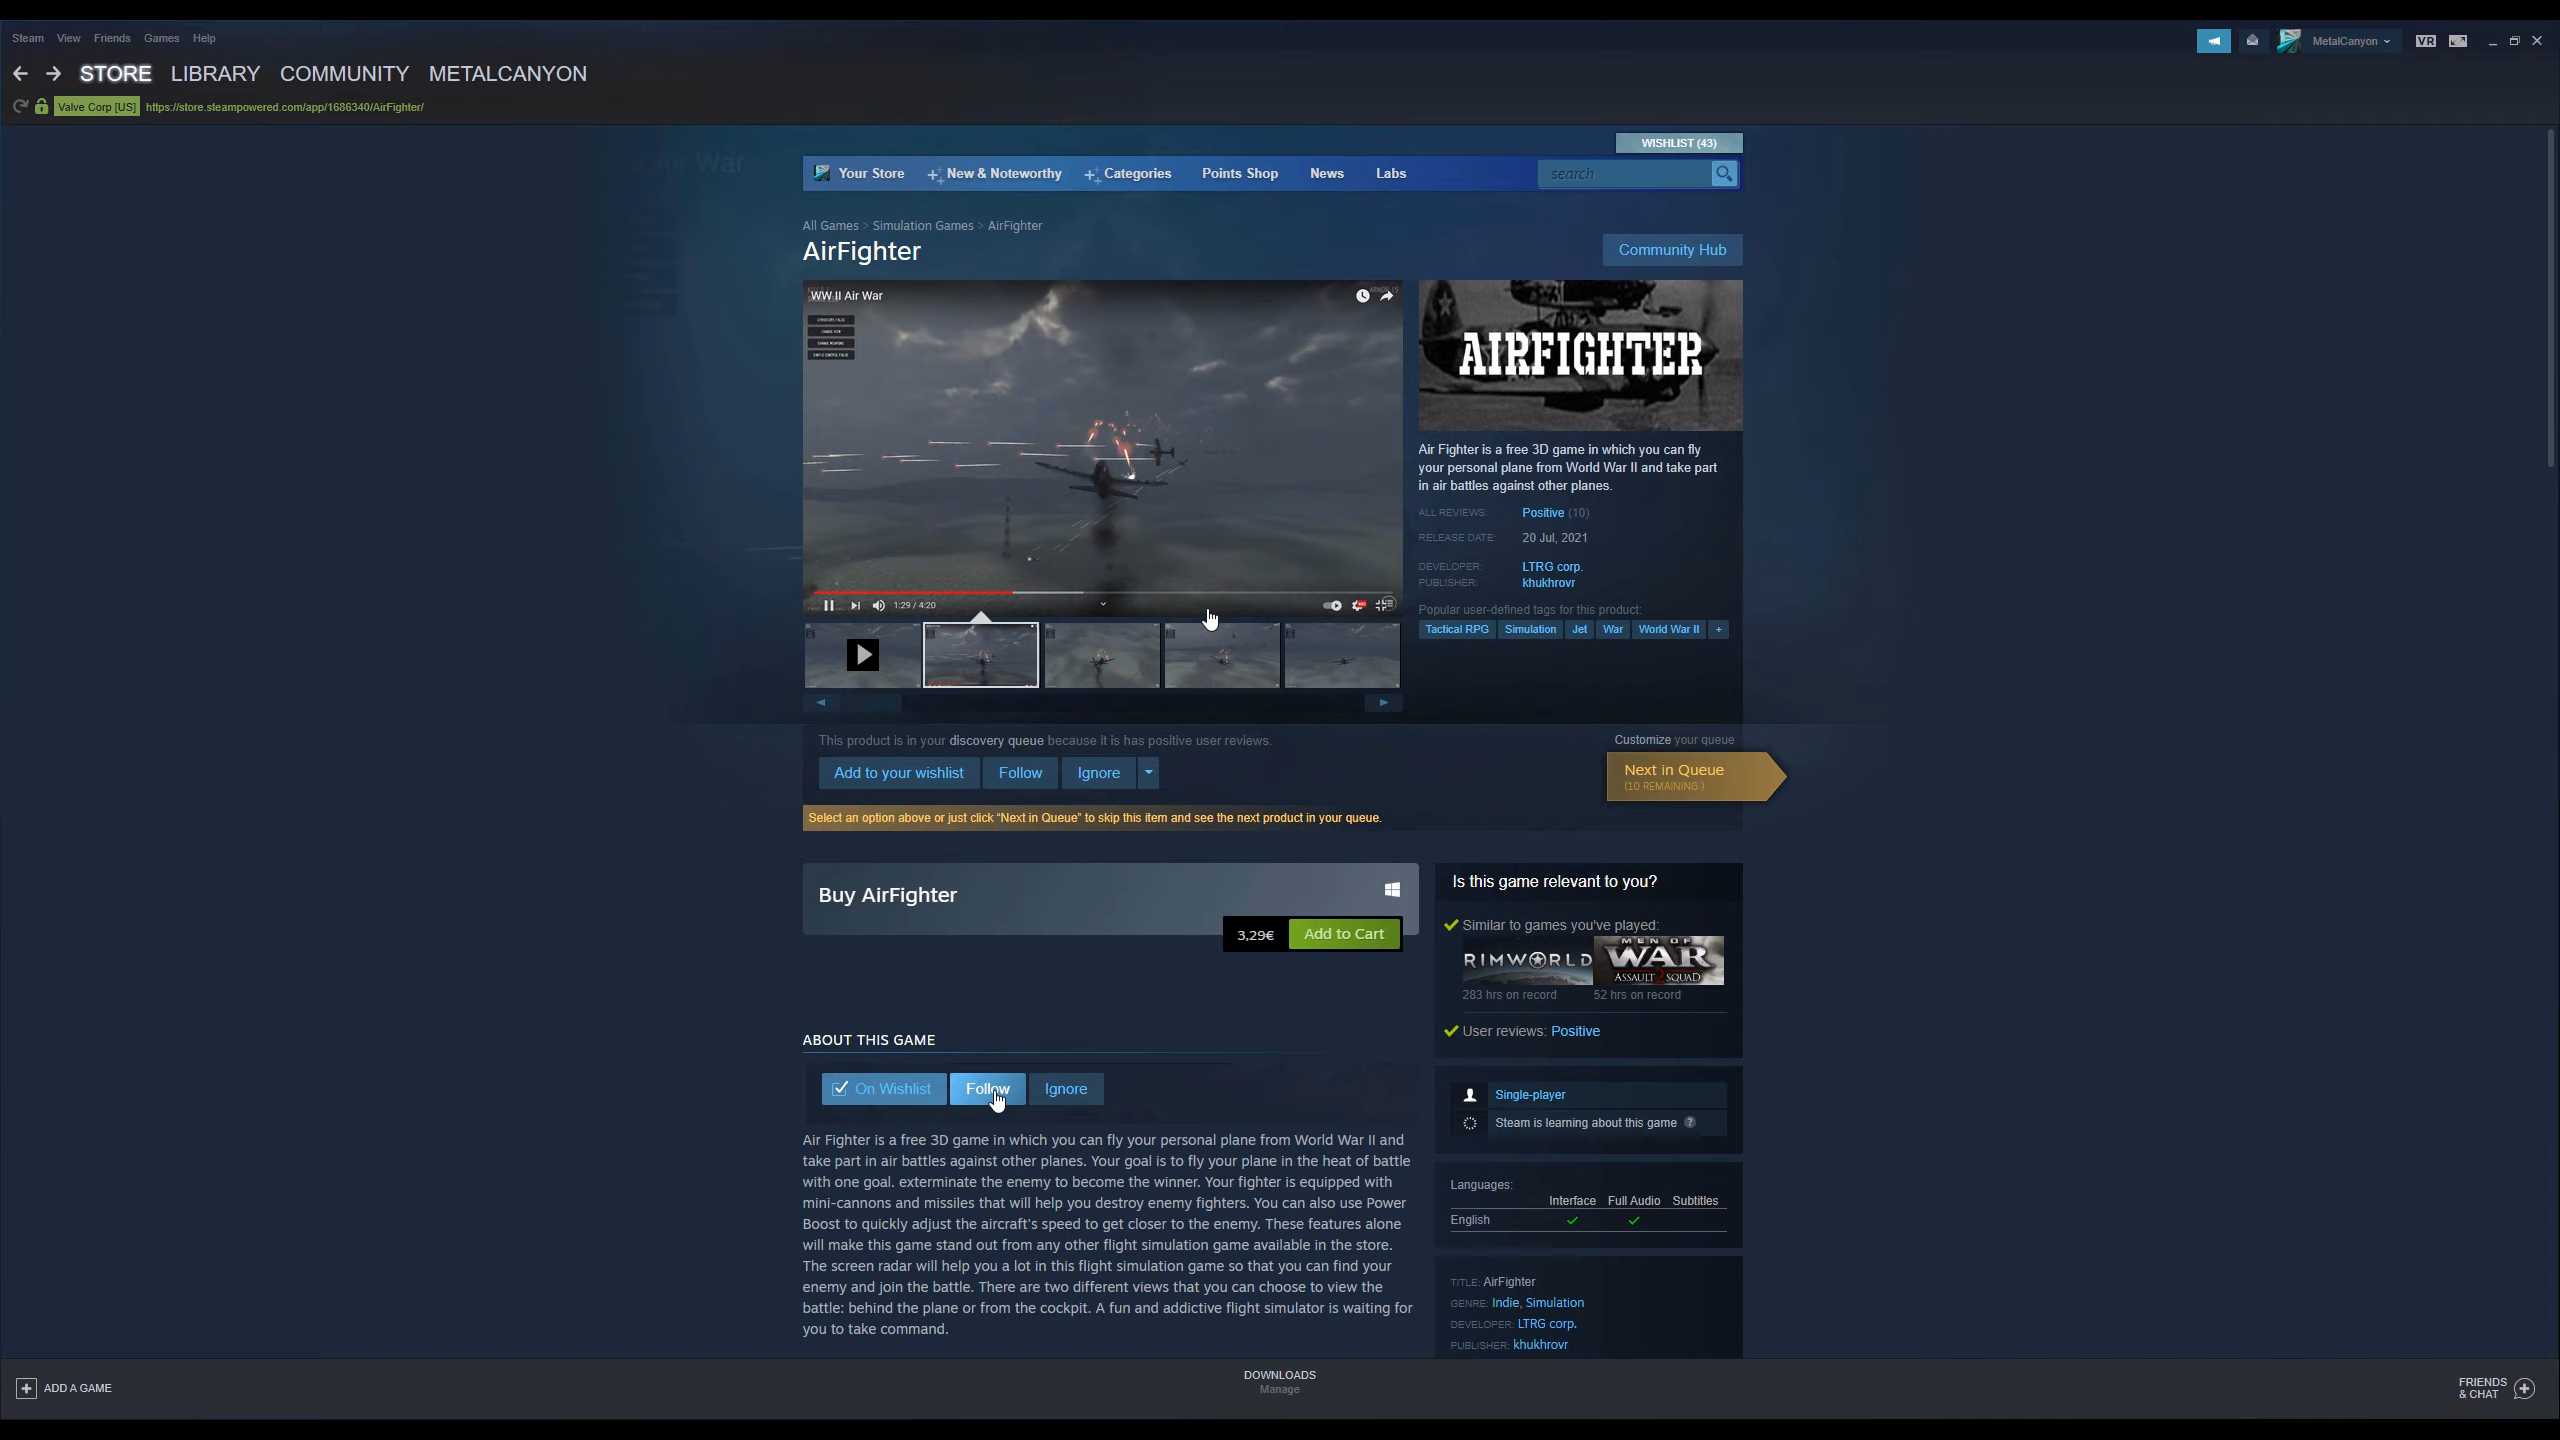 Steam View Friends Games Help
MetalCanyon VR
STORE LIBRARY COMMUNITY METALCANYON
Valve Corp [US] https://store.steampowered.com/app/1686340/AirFighter/
WISHLIST (43)
Your Store New & Noteworthy Categories Points Shop News Labs search
All Games > Simulation Games > AirFighter
AirFighter
Community Hub
WW II Air War
1:29 / 4:20
AIRFIGHTER
Air Fighter is a free 3D game in which you can fly
your personal plane from World War II and take part
in air battles against other planes.
ALL REVIEWS: Positive (10)
RELEASE DATE: 20 Jul, 2021
DEVELOPER: LTRG corp.
PUBLISHER: khukhrovr
Popular user-defined tags for this product:
Tactical RPG Simulation Jet War World War II +
This product is in your discovery queue because it is has positive user reviews.
Customize your queue
Add to your wishlist Follow Ignore
Next in Queue
(10 REMAINING )
Select an option above or just click "Next in Queue" to skip this item and see the next product in your queue.
Buy AirFighter
3,29€ Add to Cart
Is this game relevant to you?
Similar to games you've played:
RIMWORLD
MEN OF WAR ASSAULT SQUAD 2
283 hrs on record 52 hrs on record
User reviews: Positive
ABOUT THIS GAME
On Wishlist Follow Ignore
Air Fighter is a free 3D game in which you can fly your personal plane from World War II and
take part in air battles against other planes. Your goal is to fly your plane in the heat of battle
with one goal. exterminate the enemy to become the winner. Your fighter is equipped with
mini-cannons and missiles that will help you destroy enemy fighters. You can also use Power
Boost to quickly adjust the aircraft's speed to get closer to the enemy. These features alone
will make this game stand out from any other flight simulation game available in the store.
The screen radar will help you a lot in this flight simulation game so that you can find your
enemy and join the battle. There are two different views that you can choose to view the
battle: behind the plane or from the cockpit. A fun and addictive flight simulator is waiting for
you to take command.
Single-player
Steam is learning about this game ?
Languages:
Interface Full Audio Subtitles
English
TITLE: AirFighter
GENRE: Indie, Simulation
DEVELOPER: LTRG corp.
PUBLISHER: khukhrovr
ADD A GAME
DOWNLOADS
Manage
FRIENDS
& CHAT